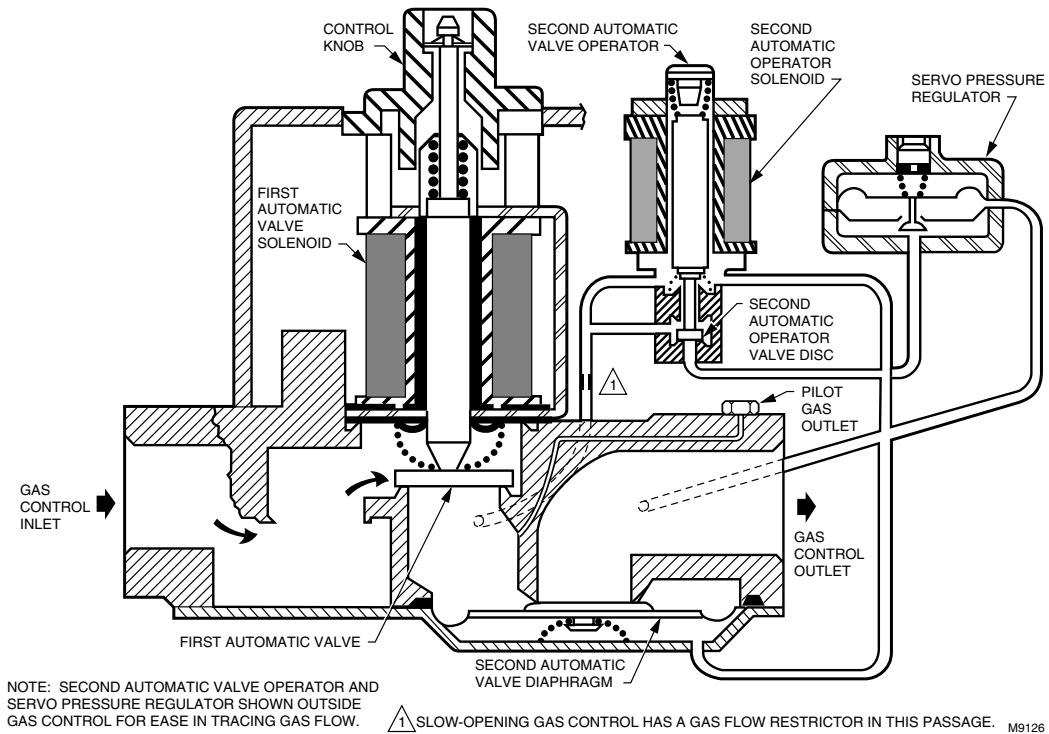 CONTROL
KNOB
SECOND AUTOMATIC
VALVE OPERATOR
SECOND
AUTOMATIC
OPERATOR
SOLENOID
SERVO PRESSURE
REGULATOR
FIRST
AUTOMATIC
VALVE
SOLENOID
SECOND
AUTOMATIC
OPERATOR
VALVE DISC
1
PILOT
GAS
OUTLET
GAS
CONTROL
INLET
GAS
CONTROL
OUTLET
FIRST AUTOMATIC VALVE
SECOND AUTOMATIC
VALVE DIAPHRAGM
NOTE: SECOND AUTOMATIC VALVE OPERATOR AND
SERVO PRESSURE REGULATOR SHOWN OUTSIDE
GAS CONTROL FOR EASE IN TRACING GAS FLOW.
1 SLOW-OPENING GAS CONTROL HAS A GAS FLOW RESTRICTOR IN THIS PASSAGE.
M9126